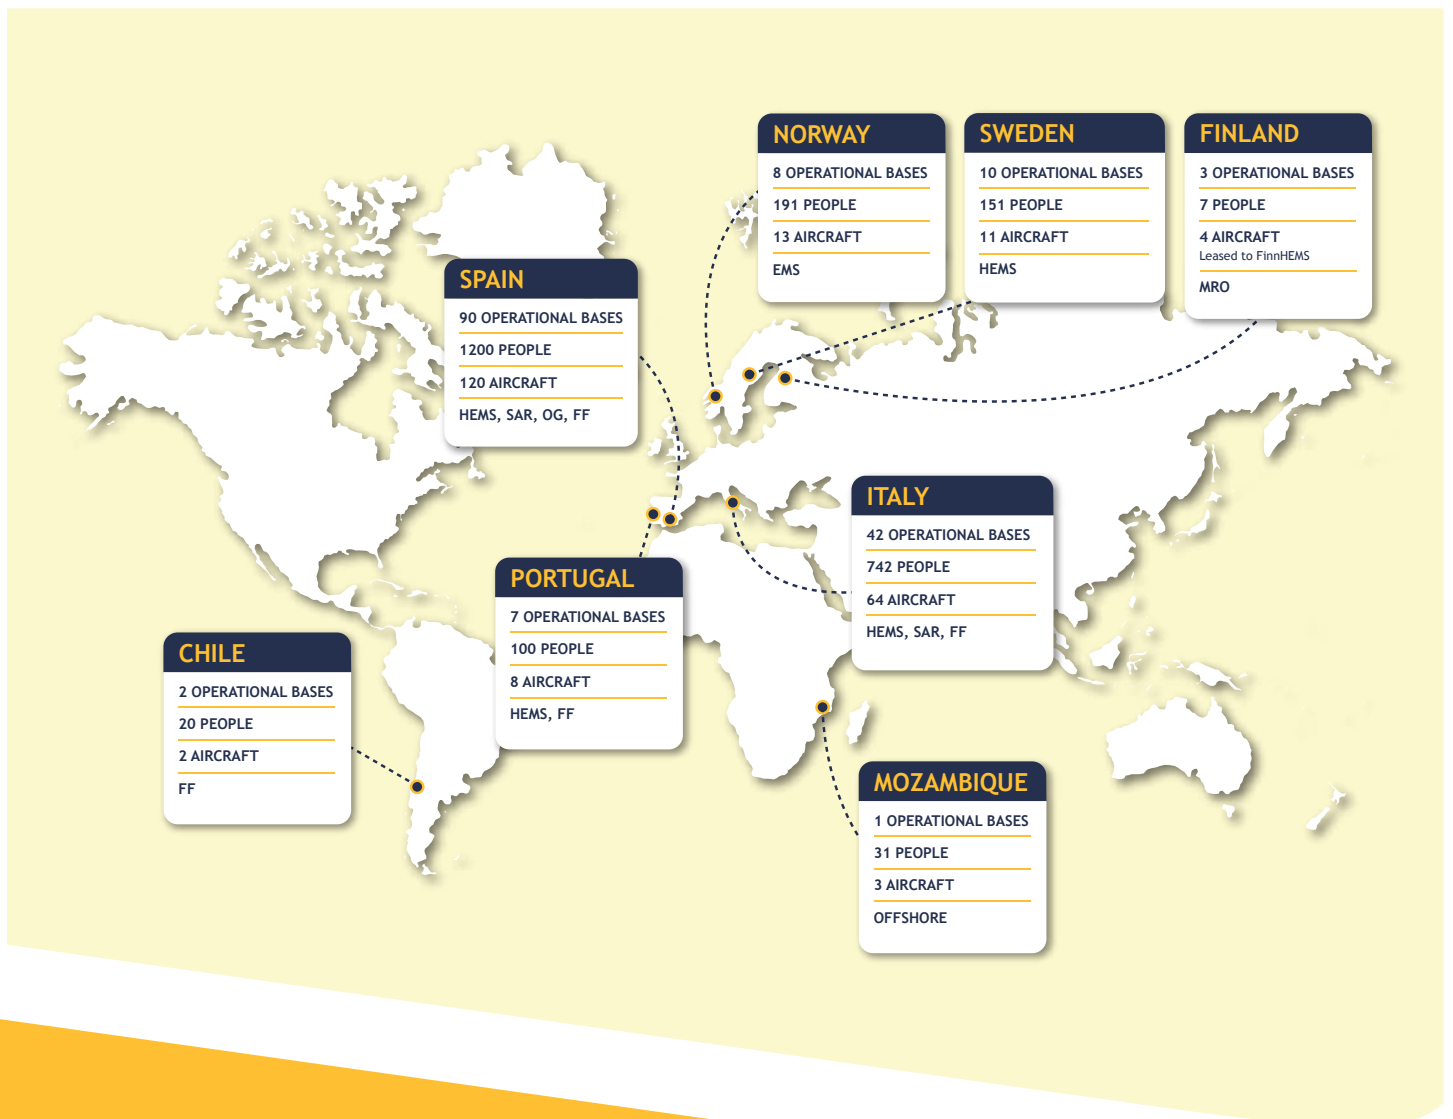 NORWAY
8 OPERATIONAL BASES
191 PEOPLE
13 AIRCRAFT
EMS
SWEDEN
10 OPERATIONAL BASES
151 PEOPLE
11 AIRCRAFT
HEMS
FINLAND
3 OPERATIONAL BASES
7 PEOPLE
4 AIRCRAFT
Leased to FinnHEMS
MRO
SPAIN
90 OPERATIONAL BASES
1200 PEOPLE
120 AIRCRAFT
HEMS, SAR, OG, FF
ITALY
42 OPERATIONAL BASES
742 PEOPLE
64 AIRCRAFT
HEMS, SAR, FF
PORTUGAL
7 OPERATIONAL BASES
100 PEOPLE
8 AIRCRAFT
HEMS, FF
CHILE
2 OPERATIONAL BASES
20 PEOPLE
2 AIRCRAFT
FF
MOZAMBIQUE
1 OPERATIONAL BASES
31 PEOPLE
3 AIRCRAFT
OFFSHORE